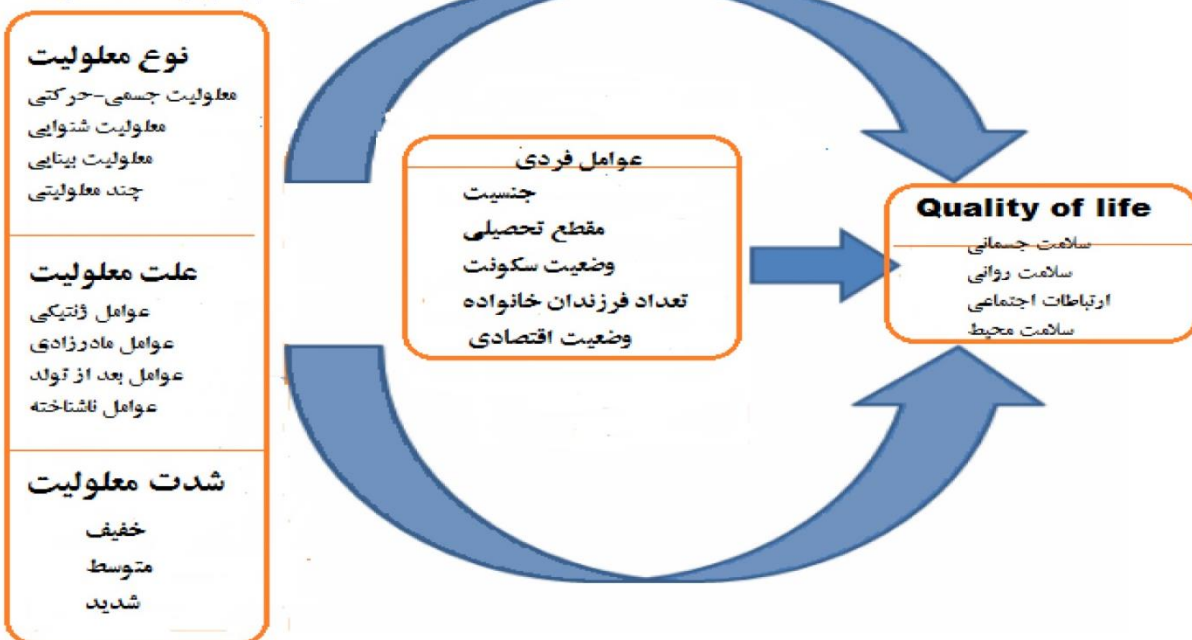 نوع معلولیت
معلولیت جسمی-حرکتی
معلولیت شنوایی
معلولیت بینایی
چند معلولیتی
علت معلولیت
عوامل ژنتیکی
عوامل مادرزادی
عوامل بعد از تولد
عوامل ناشناخته
شدت معلولیت
خفیف
متوسط
شدید
عوامل فردی
جنسیت
مقطع تحصیلی
وضعیت سکونت
تعداد فرزندان خانواده
وضعیت اقتصادی
Quality of life
سلامت جسمانی
سلامت روانی
ارتباطات اجتماعی
سلامت محیط